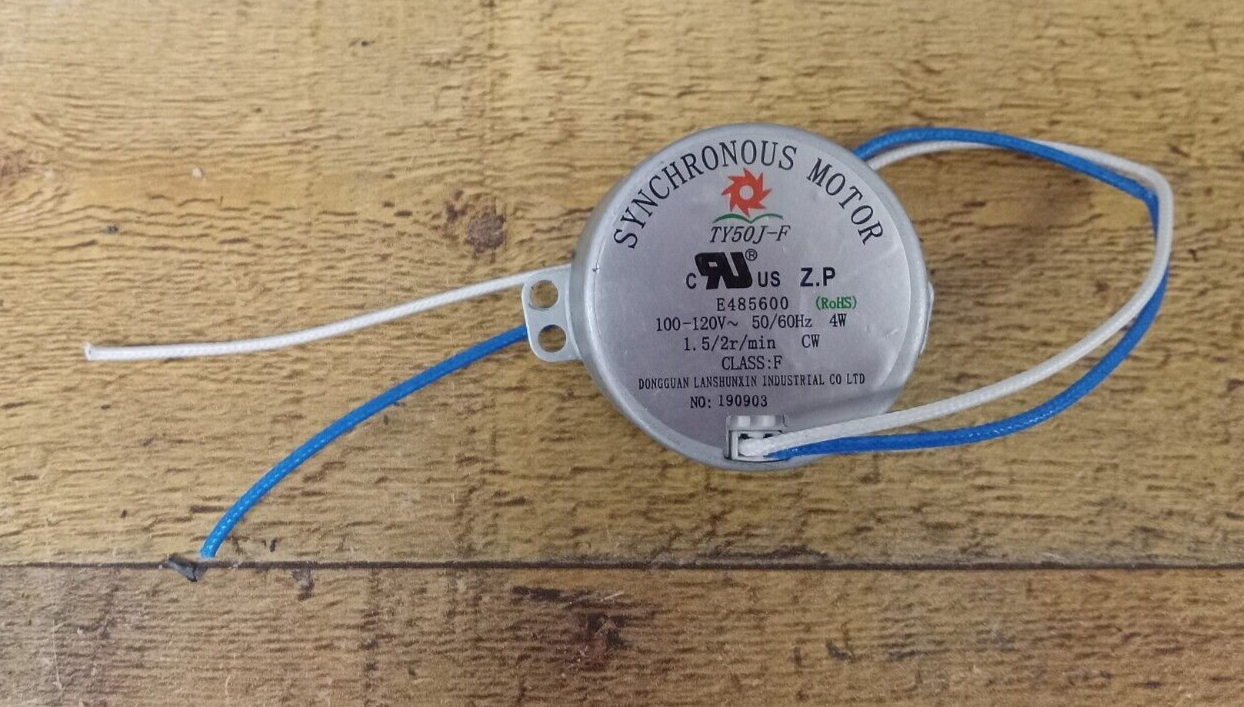 SYNCHRONOUS MOTOR
TY50J-F
c RU® US Z.P
E485600 (RoHS)
100-120V~ 50/60Hz 4W
1.5/2r/min CW
CLASS:F
DONGGUAN LANSHUNXIN INDUSTRIAL CO LTD
NO: 190903